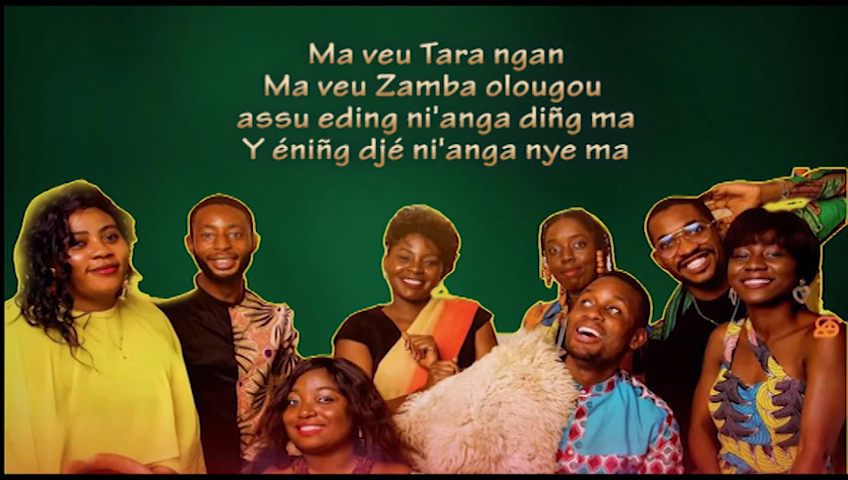 Ma veu Tara ngan
Ma veu Zamba olougou
assu eding ni'anga diñg ma
Y éniñg djé ni'anga nye ma